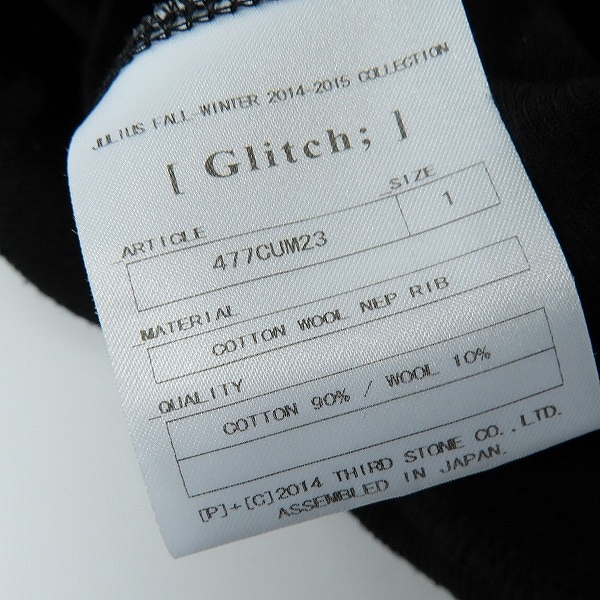 JULIUS FALL-WINTER 2014-2015 COLLECTION
[ Glitch; ]
ARTICLE SIZE
477CUM23 1
MATERIAL
COTTON WOOL NEP RIB
QUALITY
COTTON 90% / WOOL 10%
[P]+[C]2014 THIRD STONE CO.,LTD.
ASSEMBLED IN JAPAN.